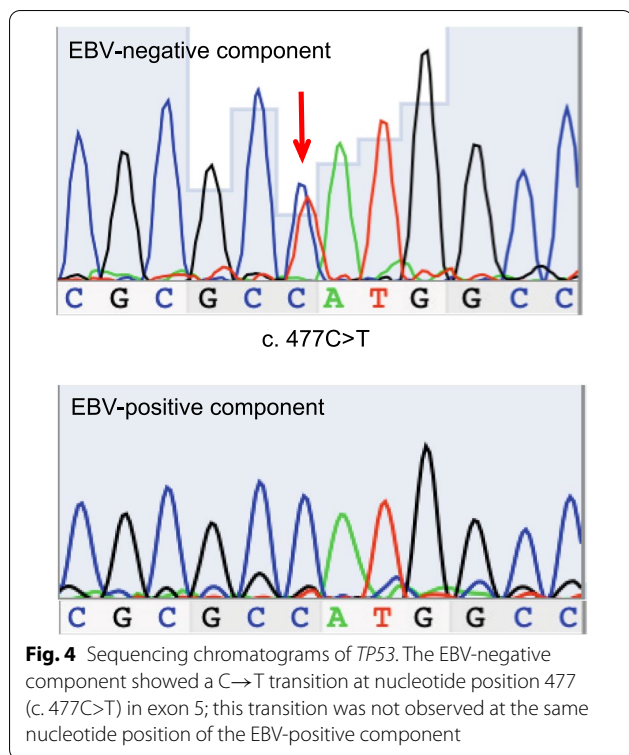 EBV-negative component
C G C G C C A T G G C C
c. 477C>T
EBV-positive component
C G C G C C A T G G C C
Fig. 4 Sequencing chromatograms of TP53. The EBV-negative
component showed a C→T transition at nucleotide position 477
(c. 477C>T) in exon 5; this transition was not observed at the same
nucleotide position of the EBV-positive component